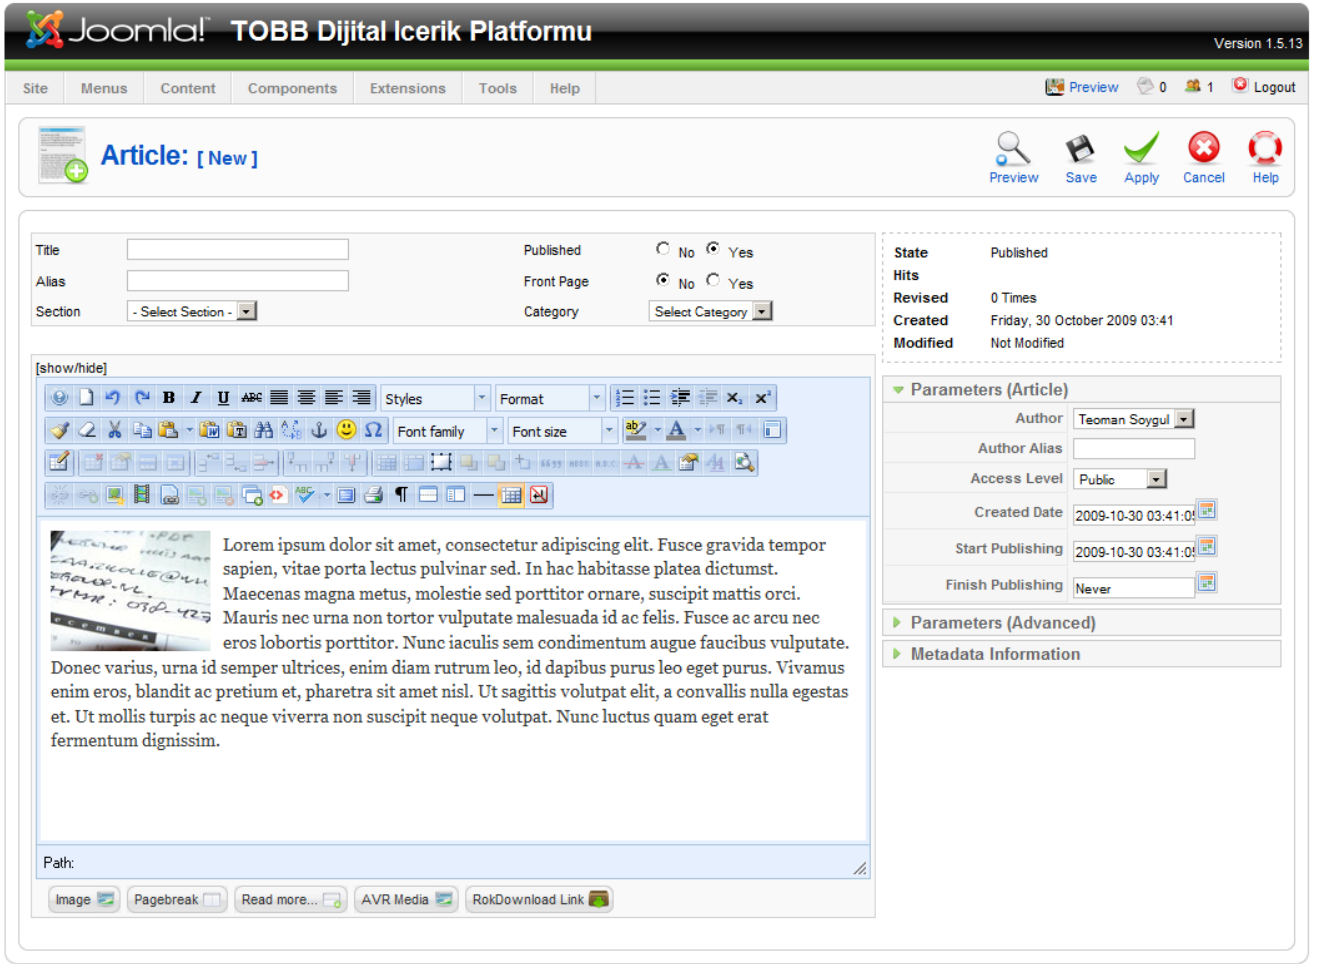 Joomla! TOBB Dijital Icerik Platformu
Version 1.5.13
Site Menus Content Components Extensions Tools Help Preview 0 1 Logout
Article: [ New ]
Preview Save Apply Cancel Help
Title Published No Yes
Alias Front Page No Yes
Section - Select Section - Category Select Category
State Published
Hits
Revised 0 Times
Created Friday, 30 October 2009 03:41
Modified Not Modified
[show/hide]
B I U ABC Styles Format
Font family Font size
Lorem ipsum dolor sit amet, consectetur adipiscing elit. Fusce gravida tempor
sapien, vitae porta lectus pulvinar sed. In hac habitasse platea dictumst.
Maecenas magna metus, molestie sed porttitor ornare, suscipit mattis orci.
Mauris nec urna non tortor vulputate malesuada id ac felis. Fusce ac arcu nec
eros lobortis porttitor. Nunc iaculis sem condimentum augue faucibus vulputate.
Donec varius, urna id semper ultrices, enim diam rutrum leo, id dapibus purus leo eget purus. Vivamus
enim eros, blandit ac pretium et, pharetra sit amet nisl. Ut sagittis volutpat elit, a convallis nulla egestas
et. Ut mollis turpis ac neque viverra non suscipit neque volutpat. Nunc luctus quam eget erat
fermentum dignissim.
Path:
Image Pagebreak Read more... AVR Media RokDownload Link
Parameters (Article)
Author Teoman Soygul
Author Alias
Access Level Public
Created Date 2009-10-30 03:41:05
Start Publishing 2009-10-30 03:41:05
Finish Publishing Never
Parameters (Advanced)
Metadata Information